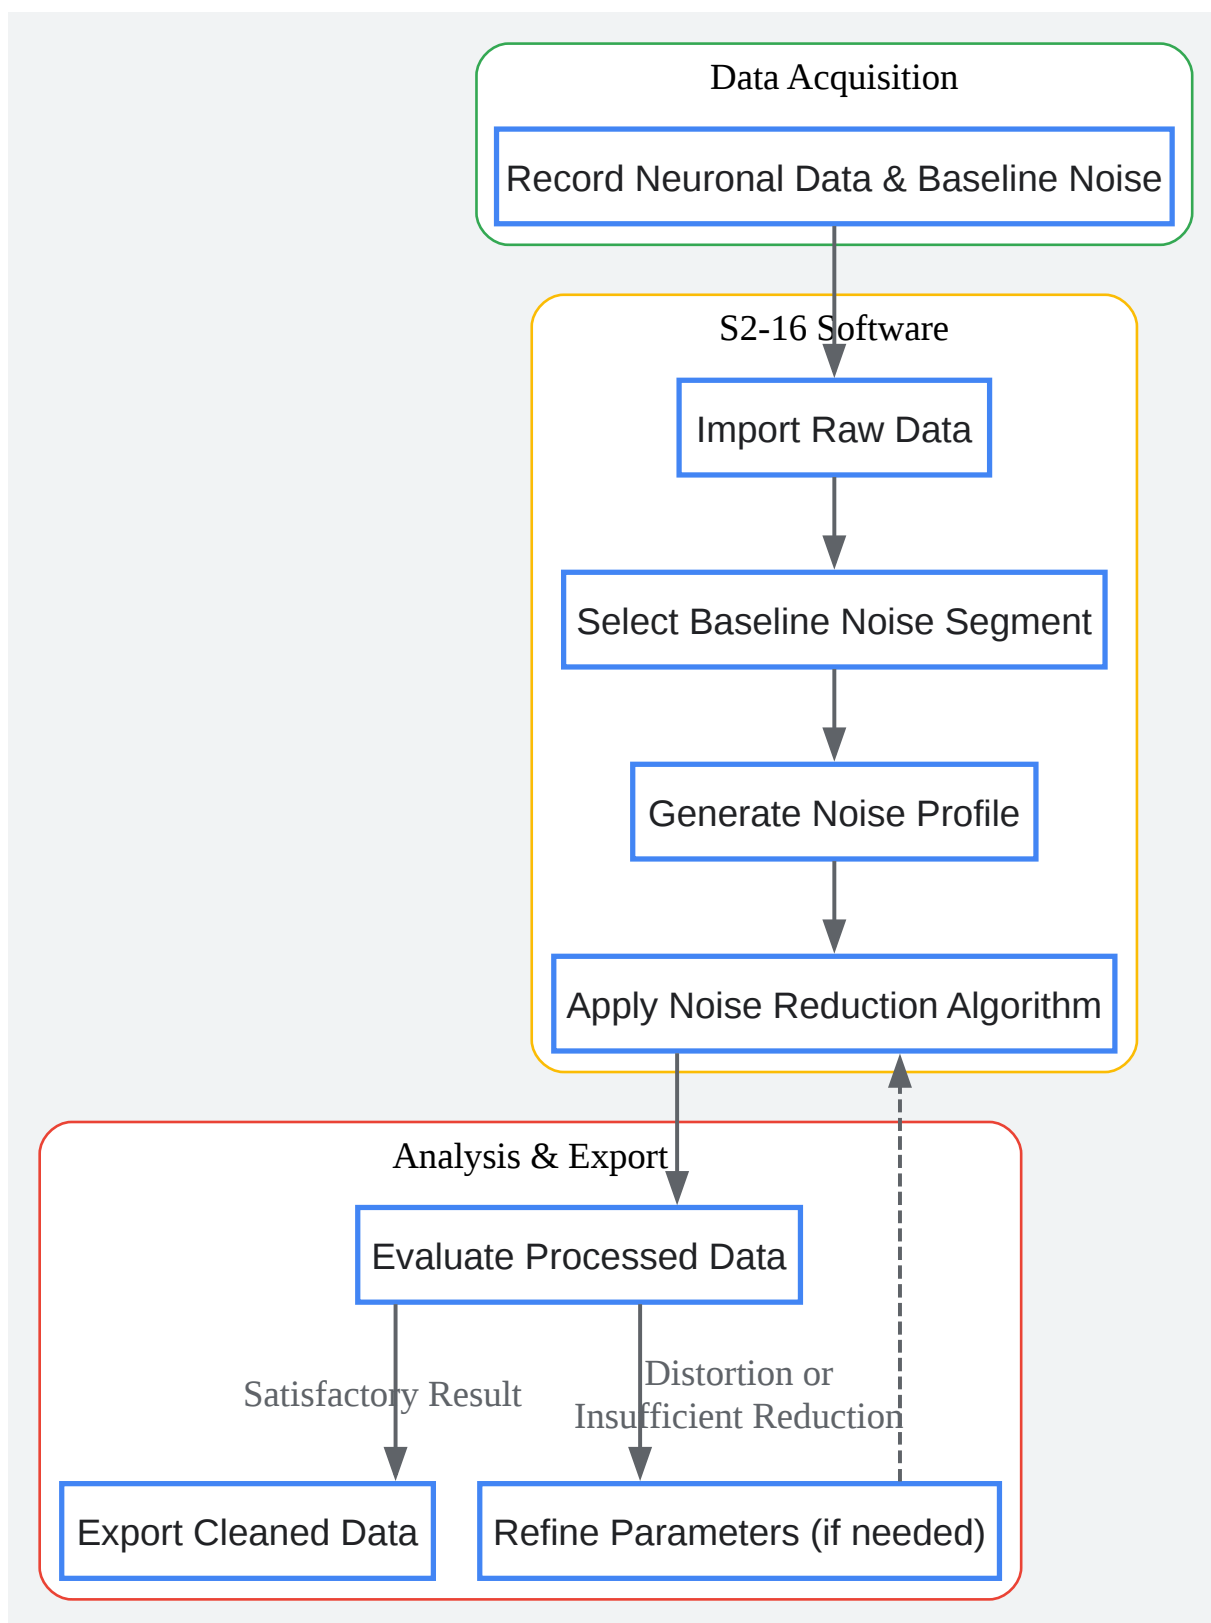 Data Acquisition
Record Neuronal Data & Baseline Noise
S2-16 Software
Import Raw Data
Select Baseline Noise Segment
Generate Noise Profile
Apply Noise Reduction Algorithm
Analysis & Export
Evaluate Processed Data
Satisfactory Result
Distortion or
Insufficient Reduction
Export Cleaned Data
Refine Parameters (if needed)